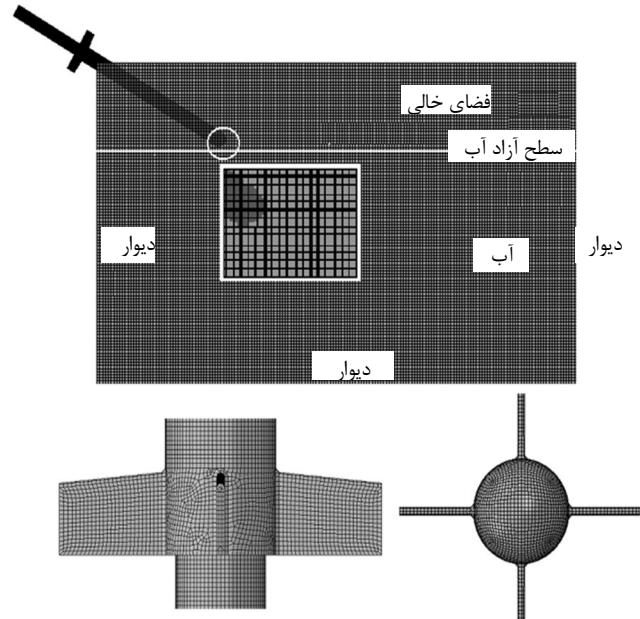 فضای خالی
سطح آزاد آب
دیوار
آب
دیوار
دیوار